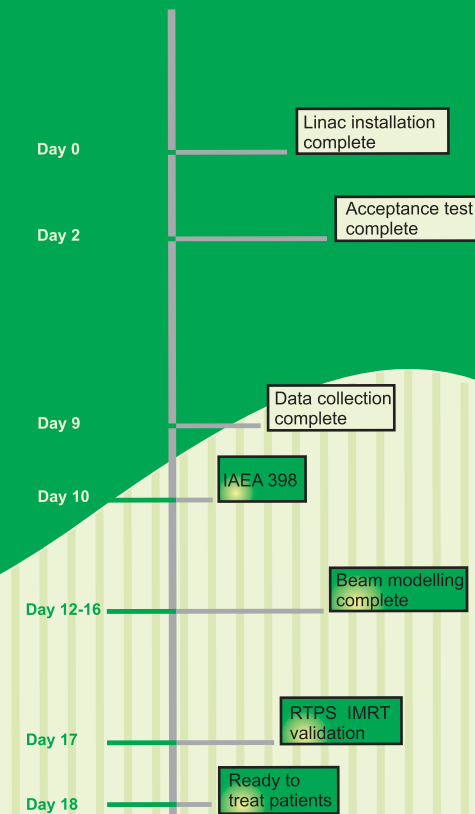 Linac installation
complete
Day 0
Acceptance test
complete
Day 2
Data collection
complete
Day 9
IAEA 398
Day 10
Beam modelling
complete
Day 12-16
RTPS IMRT
validation
Day 17
Ready to
treat patients
Day 18